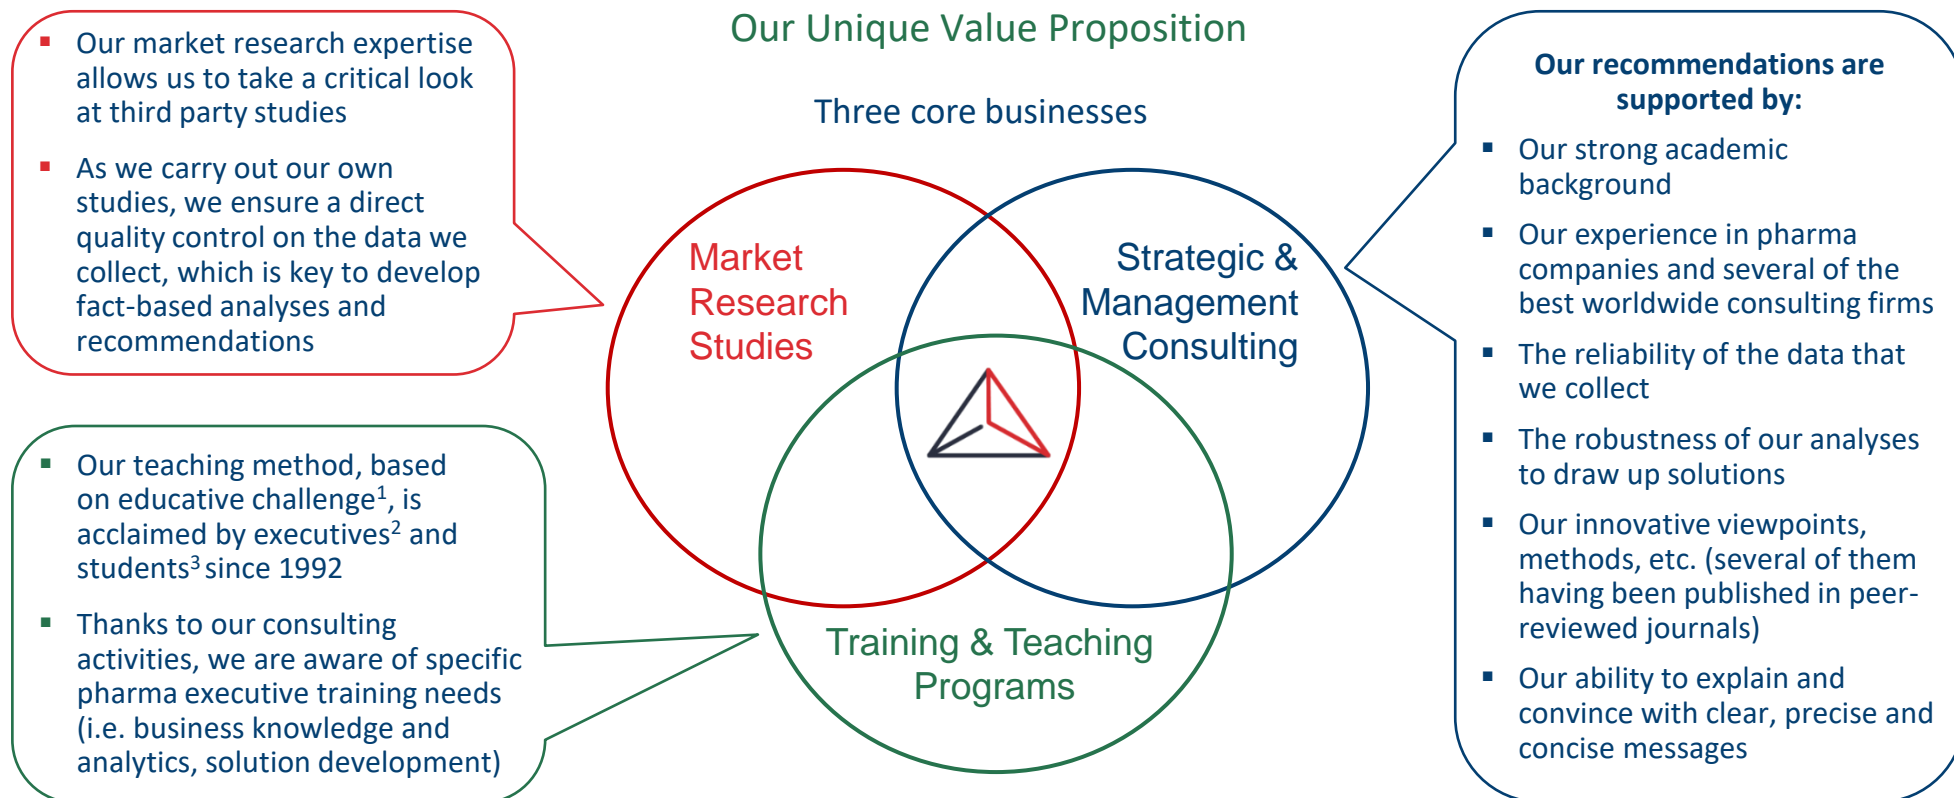 Our Unique Value Proposition
Three core businesses
▪ Our market research expertise
allows us to take a critical look
at third party studies
▪ As we carry out our own
studies, we ensure a direct
quality control on the data we
collect, which is key to develop
fact-based analyses and
recommendations
▪ Our teaching method, based
on educative challenge¹, is
acclaimed by executives² and
students³ since 1992
▪ Thanks to our consulting
activities, we are aware of specific
pharma executive training needs
(i.e. business knowledge and
analytics, solution development)
Market
Research
Studies
Strategic &
Management
Consulting
Training & Teaching
Programs
Our recommendations are
supported by:
▪ Our strong academic
background
▪ Our experience in pharma
companies and several of the
best worldwide consulting firms
▪ The reliability of the data that
we collect
▪ The robustness of our analyses
to draw up solutions
▪ Our innovative viewpoints,
methods, etc. (several of them
having been published in peer-
reviewed journals)
▪ Our ability to explain and
convince with clear, precise and
concise messages